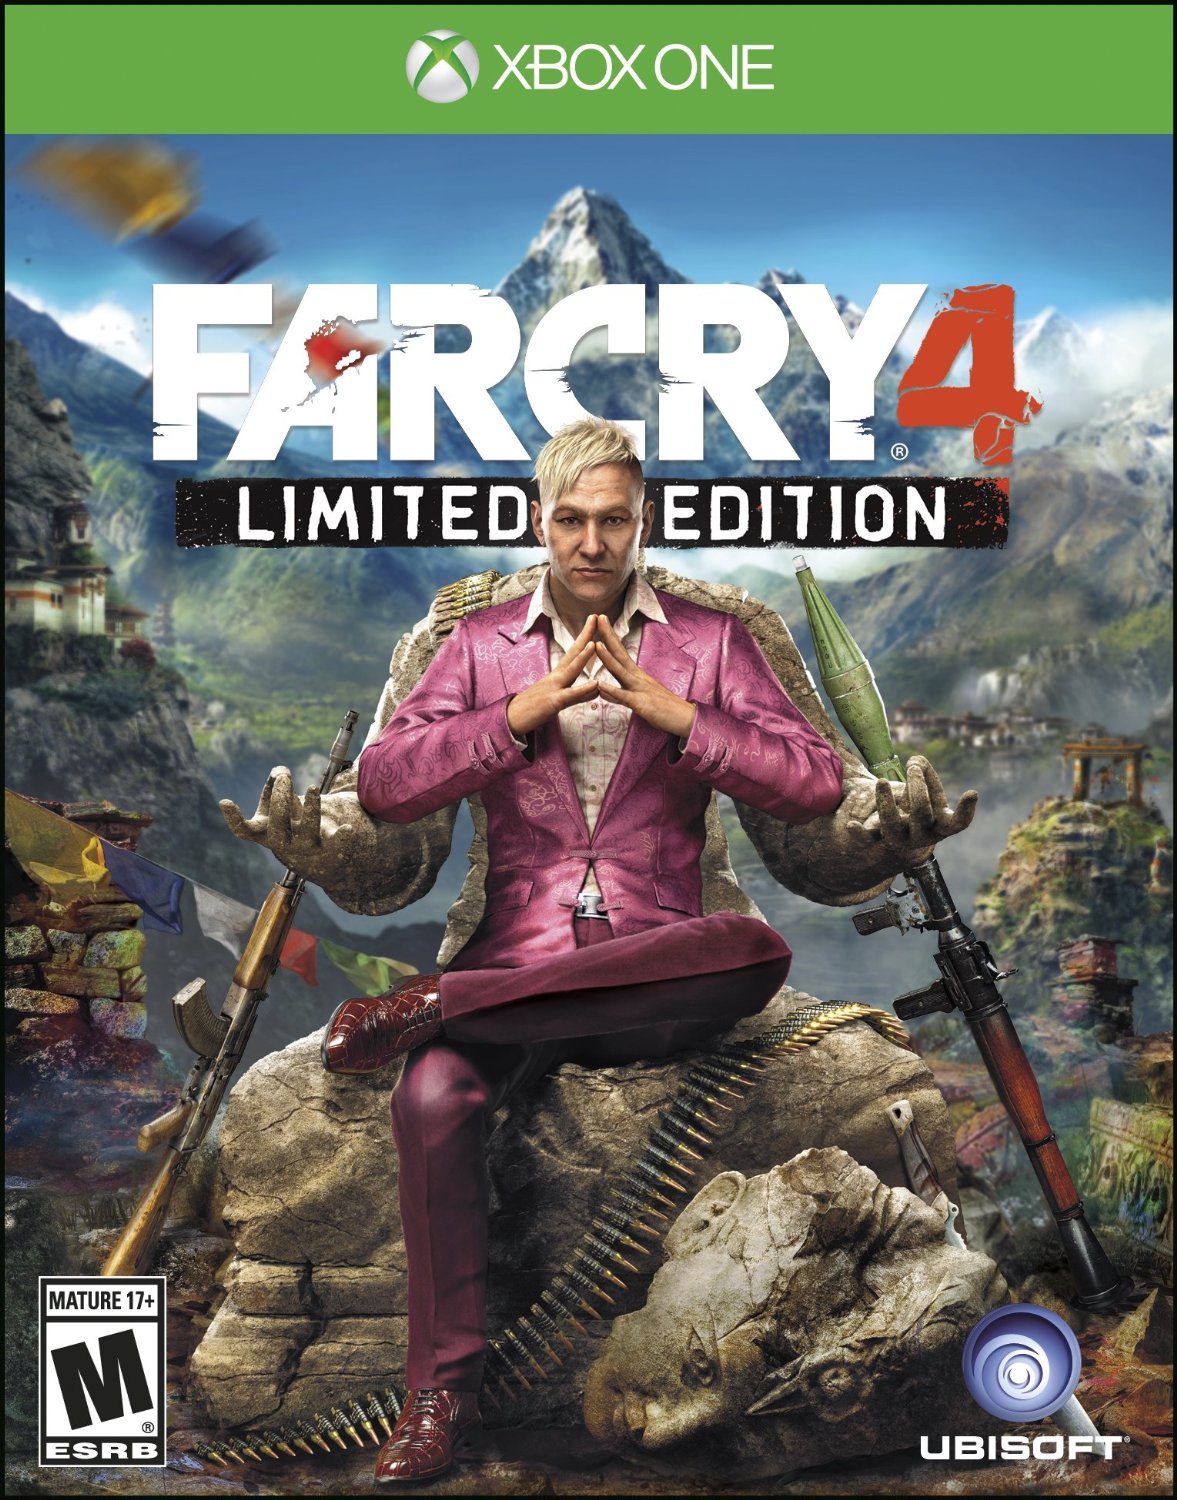 XBOX ONE
FARCRY4®
LIMITED EDITION
MATURE 17+
M®
ESRB
UBISOFT®